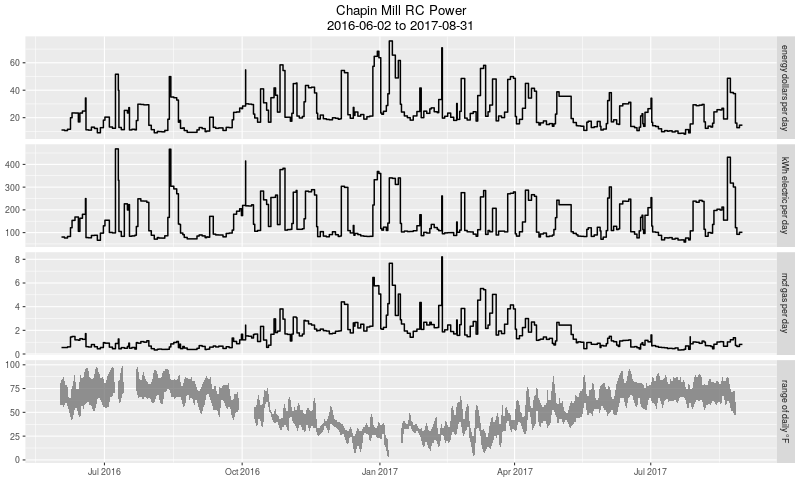 Chapin Mill RC Power
2016-06-02 to 2017-08-31
60
40
20
energy dollars per day
400
300
200
100
kWh electric per day
8
6
4
2
0
mcf gas per day
100
75
50
25
0
range of daily °F
Jul 2016
Oct 2016
Jan 2017
Apr 2017
Jul 2017